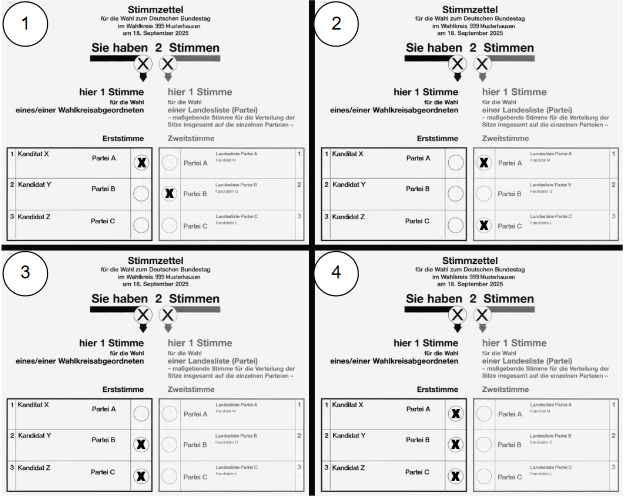 1
Stimmzettel
für die Wahl zum Deutschen Bundestag
im Wahlkreis 999 Musterhausen
am 18. September 2025
Sie haben 2 Stimmen
X X
hier 1 Stimme
für die Wahl
eines/einer Wahlkreisabgeordneten
hier 1 Stimme
für die Wahl
einer Landesliste (Partei)
– maßgebende Stimme für die Verteilung der
Sitze insgesamt auf die einzelnen Parteien –
Erststimme
Zweitstimme
1 Kanditat X Partei A X
2 Kandidat Y Partei B
3 Kandidat Z Partei C
Partei A Landesliste Partei A 1
Kandidat M
X Partei B Landesliste Partei B 2
Kandidatin G
Partei C Landesliste Partei C 3
Kandidatin L
2
Stimmzettel
für die Wahl zum Deutschen Bundestag
im Wahlkreis 999 Musterhausen
am 18. September 2025
Sie haben 2 Stimmen
X X
hier 1 Stimme
für die Wahl
eines/einer Wahlkreisabgeordneten
hier 1 Stimme
für die Wahl
einer Landesliste (Partei)
– maßgebende Stimme für die Verteilung der
Sitze insgesamt auf die einzelnen Parteien –
Erststimme
Zweitstimme
1 Kanditat X Partei A
2 Kandidat Y Partei B
3 Kandidat Z Partei C
X Partei A Landesliste Partei A 1
Kandidat M
Partei B Landesliste Partei B 2
Kandidatin G
X Partei C Landesliste Partei C 3
Kandidatin L
3
Stimmzettel
für die Wahl zum Deutschen Bundestag
im Wahlkreis 999 Musterhausen
am 18. September 2025
Sie haben 2 Stimmen
X X
hier 1 Stimme
für die Wahl
eines/einer Wahlkreisabgeordneten
hier 1 Stimme
für die Wahl
einer Landesliste (Partei)
– maßgebende Stimme für die Verteilung der
Sitze insgesamt auf die einzelnen Parteien –
Erststimme
Zweitstimme
1 Kanditat X Partei A
2 Kandidat Y Partei B X
3 Kandidat Z Partei C X
Partei A Landesliste Partei A 1
Kandidat M
Partei B Landesliste Partei B 2
Kandidatin G
Partei C Landesliste Partei C 3
Kandidatin L
4
Stimmzettel
für die Wahl zum Deutschen Bundestag
im Wahlkreis 999 Musterhausen
am 18. September 2025
Sie haben 2 Stimmen
X X
hier 1 Stimme
für die Wahl
eines/einer Wahlkreisabgeordneten
hier 1 Stimme
für die Wahl
einer Landesliste (Partei)
– maßgebende Stimme für die Verteilung der
Sitze insgesamt auf die einzelnen Parteien –
Erststimme
Zweitstimme
1 Kanditat X Partei A X
2 Kandidat Y Partei B X
3 Kandidat Z Partei C X
Partei A Landesliste Partei A 1
Kandidat M
Partei B Landesliste Partei B 2
Kandidatin G
Partei C Landesliste Partei C 3
Kandidatin L